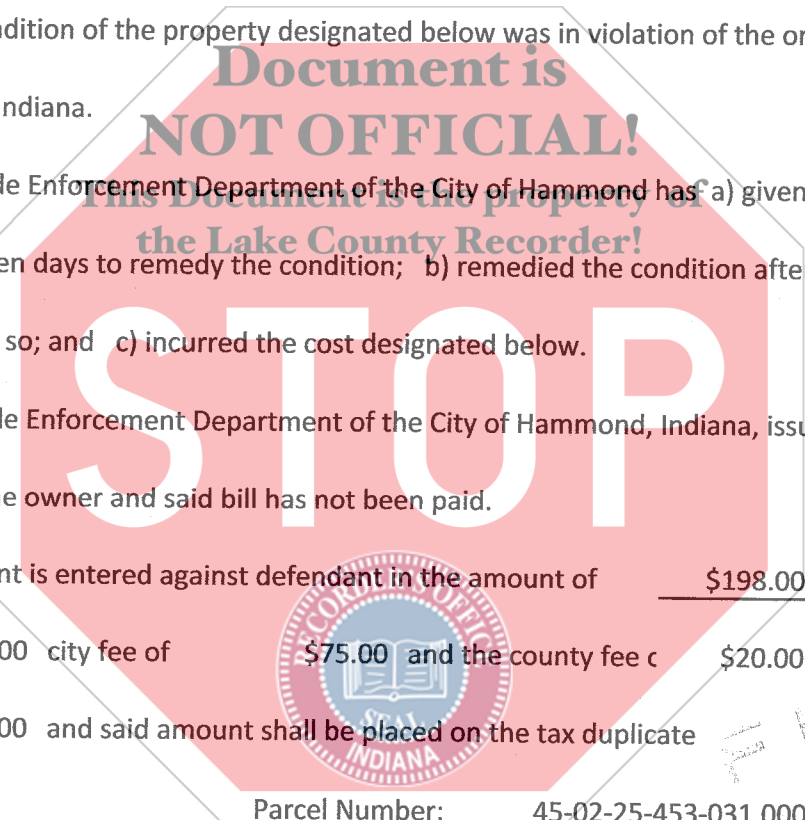 dition of the property designated below was in violation of the or
Document is
ndiana.
NOT OFFICIAL!
de Enforcement Department of the City of Hammond has a) given
This Document is the property of
the Lake County Recorder!
en days to remedy the condition; b) remedied the condition afte
so; and c) incurred the cost designated below.
STOP
de Enforcement Department of the City of Hammond, Indiana, issu
e owner and said bill has not been paid.
nt is entered against defendant in the amount of $198.00
RECORDER'S OFFICE
00 city fee of $75.00 and the county fee o $20.00
SEAL
00 and said amount shall be placed on the tax duplicate
INDIANA
Parcel Number: 45-02-25-453-031.000